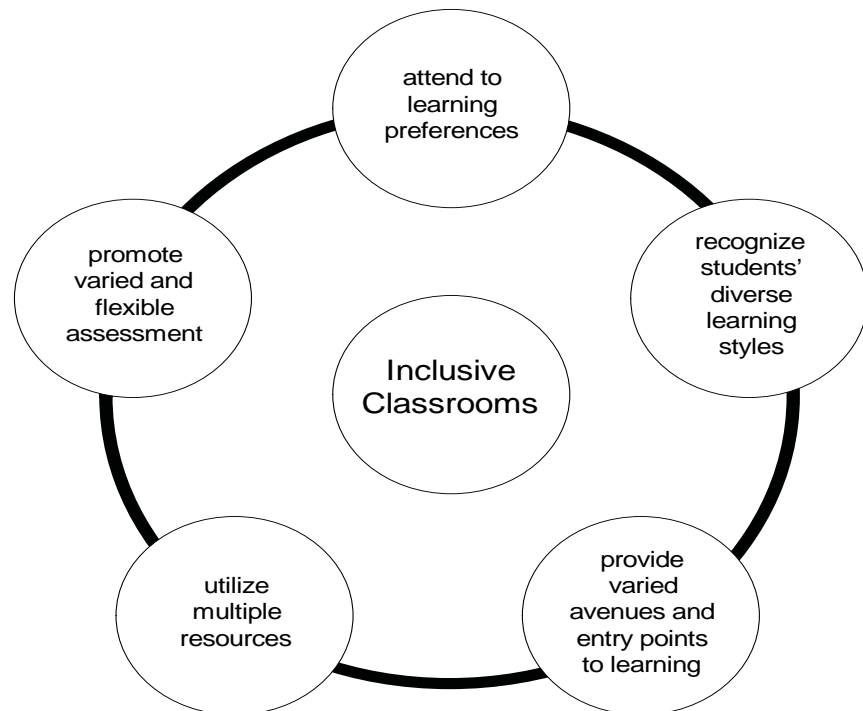 attend to
learning
preferences
recognize
students’
diverse
learning
styles
promote
varied and
flexible
assessment
Inclusive
Classrooms
provide
varied
avenues and
entry points
to learning
utilize
multiple
resources